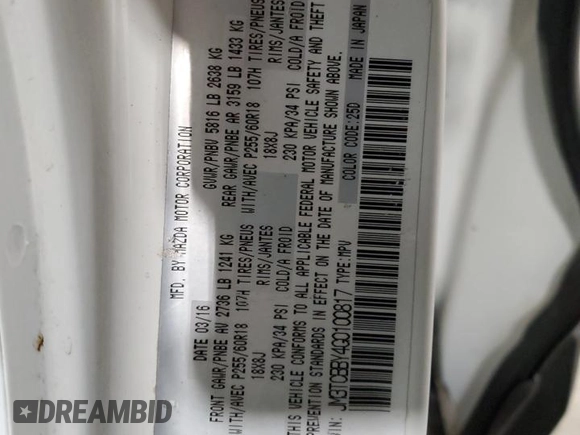 MFD. BY MAZDA MOTOR CORPORATION
DATE 03/16 GVWR/PNBV 5816 LB 2638 KG
FRONT GAWR/PNBE AV 2736 LB 1241 KG REAR GAWR/PNBE AR 3159 LB 1433 KG
WITH/AVEC P255/60R18 107H TIRES/PNEUS WITH/AVEC P255/60R18 107H TIRES/PNEUS
18X8J RIMS/JANTES 18X8J RIMS/JANTES
230 KPA/34 PSI COLD/A FROID 230 KPA/34 PSI COLD/A FROID
THIS VEHICLE CONFORMS TO ALL APPLICABLE FEDERAL MOTOR VEHICLE SAFETY AND THEFT
PREVENTION STANDARDS IN EFFECT ON THE DATE OF MANUFACTURE SHOWN ABOVE.
VIN: JM3TCBBY4G0100817 TYPE:MPV COLOR CODE:25D MADE IN JAPAN
DREAMBID
DREAMBID.COM